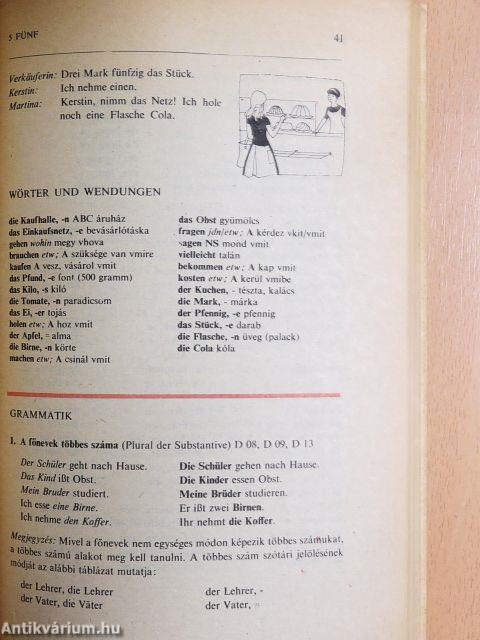 5 FÜNF 41
Verkäuferin: Drei Mark fünfzig das Stück.
Kerstin: Ich nehme einen.
Martina: Kerstin, nimm das Netz! Ich hole
noch eine Flasche Cola.
WÖRTER UND WENDUNGEN
die Kaufhalle, -n ABC áruház
das Einkaufsnetz, -e bevásárlótáska
gehen wohin megy vhova
brauchen etw; A szüksége van vmire
kaufen A vesz, vásárol vmit
das Pfund, -e font (500 gramm)
das Kilo, -s kiló
die Tomate, -n paradicsom
das Ei, -er tojás
holen etw; A hoz vmit
der Apfel, ⸚ alma
die Birne, -n körte
machen etw; A csinál vmit
das Obst gyümölcs
fragen jdn/etw; A kérdez vkit/vmit
sagen NS mond vmit
vielleicht talán
bekommen etw; A kap vmit
kosten etw; A kerül vmibe
der Kuchen, - tészta, kalács
die Mark, - márka
der Pfennig, -e pfennig
das Stück, -e darab
die Flasche, -n üveg (palack)
die Cola kóla
GRAMMATIK
1. A főnevek többes száma (Plural der Substantive) D 08, D 09, D 13
Der Schüler geht nach Hause. Die Schüler gehen nach Hause.
Das Kind ißt Obst. Die Kinder essen Obst.
Mein Bruder studiert. Meine Brüder studieren.
Ich esse eine Birne. Er ißt zwei Birnen.
Ich nehme den Koffer. Ihr nehmt die Koffer.
Megjegyzés: Mivel a főnevek nem egységes módon képezik többes számukat,
a többes számú alakot meg kell tanulni. A többes szám szótári jelölésének
módját az alábbi táblázat mutatja:
der Lehrer, die Lehrer der Lehrer, -
der Vater, die Väter der Vater, ⸚
Antikvárium.hu